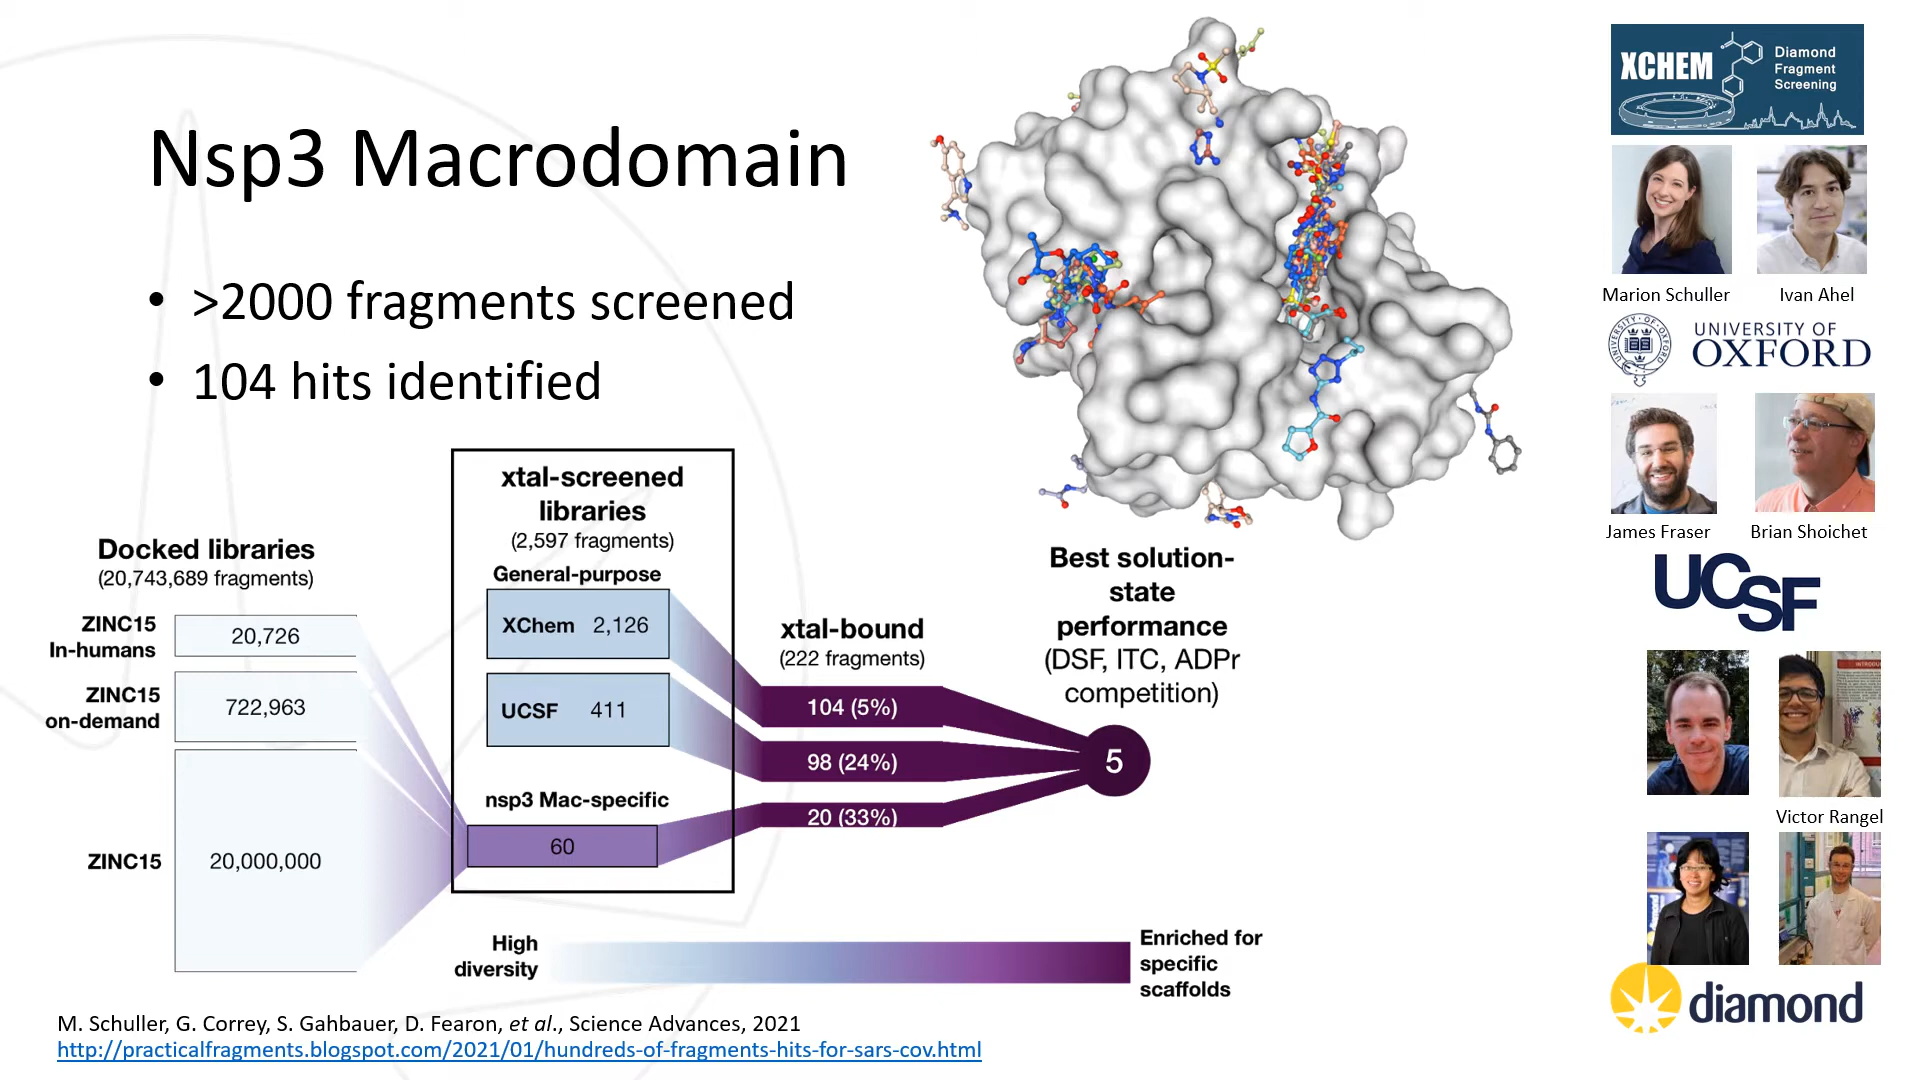 Nsp3 Macrodomain
• >2000 fragments screened
• 104 hits identified
Docked libraries
(20,743,689 fragments)
ZINC15
In-humans
20,726
ZINC15
on-demand
722,963
ZINC15
20,000,000
xtal-screened
libraries
(2,597 fragments)
General-purpose
XChem 2,126
UCSF 411
nsp3 Mac-specific
60
xtal-bound
(222 fragments)
104 (5%)
98 (24%)
20 (33%)
Best solution-
state
performance
(DSF, ITC, ADPr
competition)
5
High
diversity
Enriched for
specific
scaffolds
M. Schuller, G. Correy, S. Gahbauer, D. Fearon, et al., Science Advances, 2021
http://practicalfragments.blogspot.com/2021/01/hundreds-of-fragments-hits-for-sars-cov.html
XCHEM
Diamond
Fragment
Screening
Marion Schuller
Ivan Ahel
UNIVERSITY OF
OXFORD
James Fraser
Brian Shoichet
UCSF
Victor Rangel
diamond